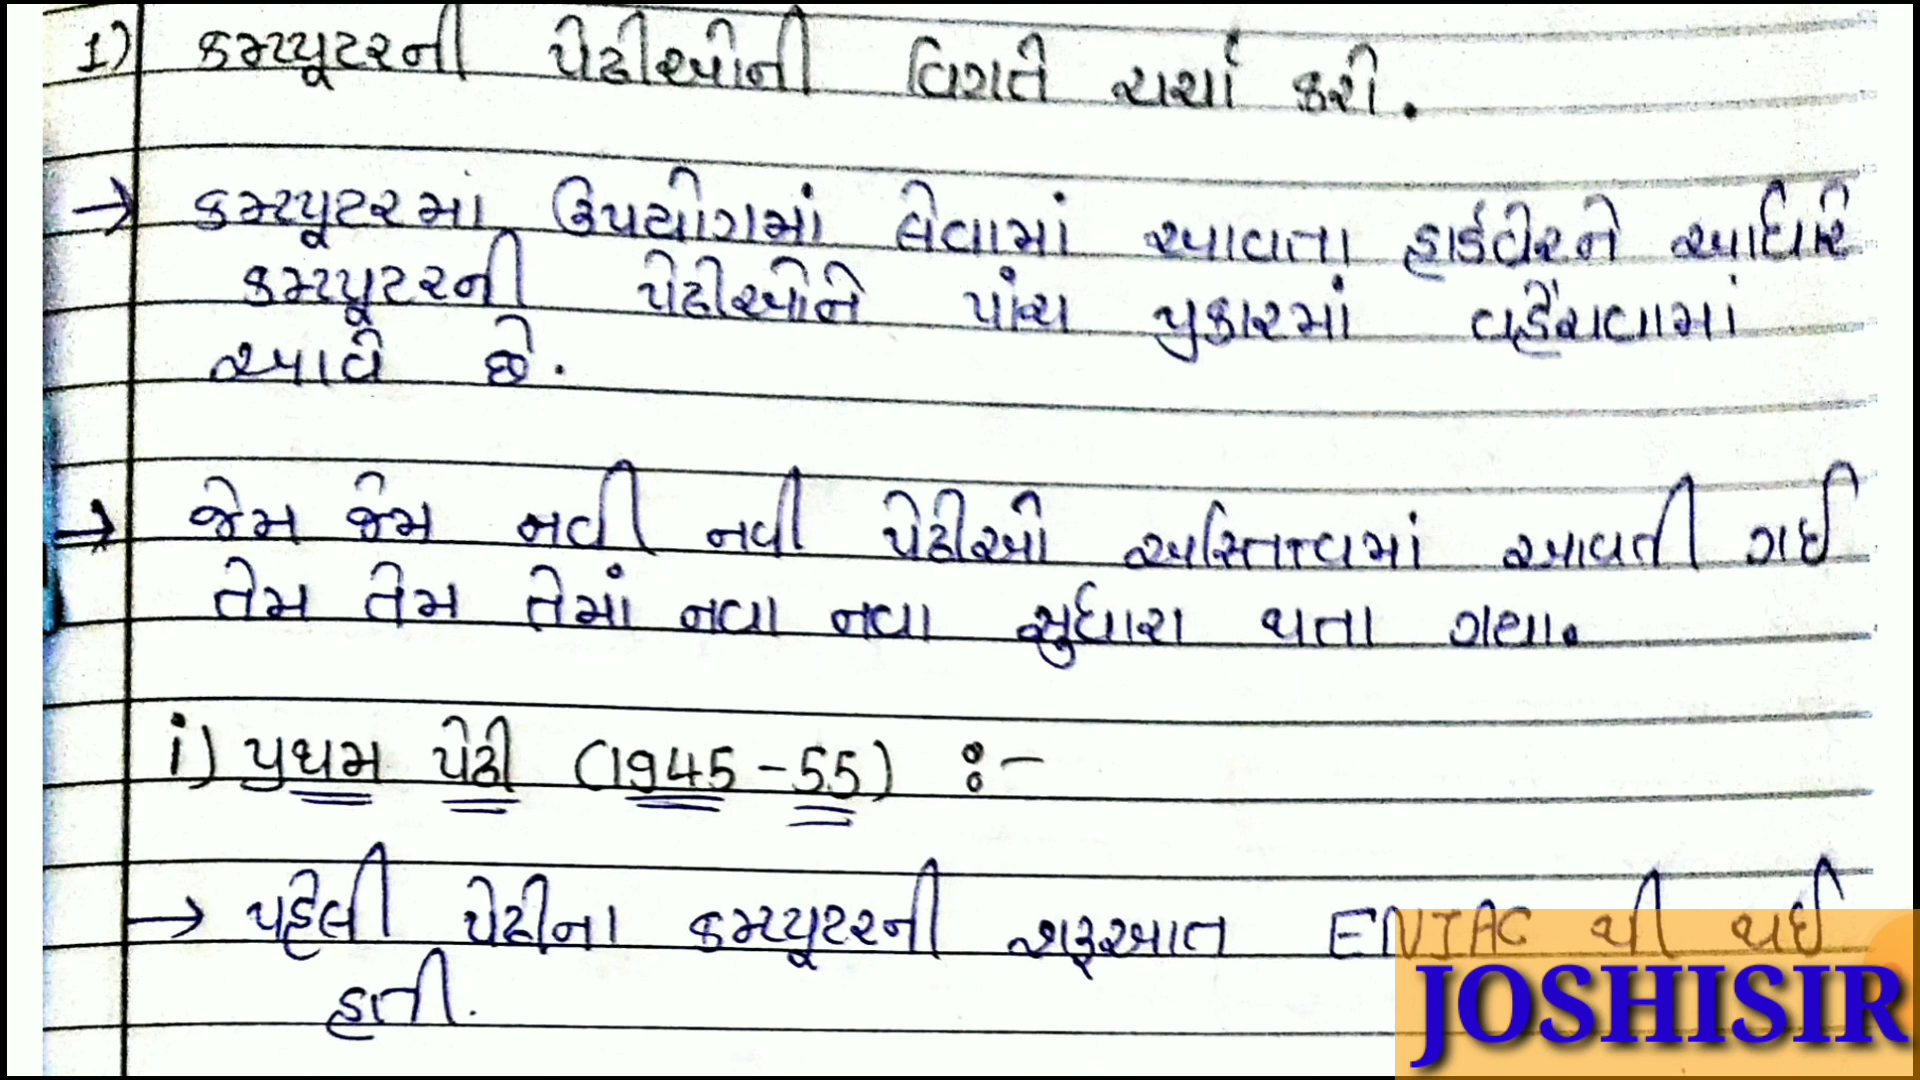 1) કમ્પ્યૂટરની પેઢીઓની વિગતે ચર્ચા કરો.
→ કમ્પ્યૂટરમાં ઉપયોગમાં લેવામાં આવતા હાર્ડવેરને આધારે
કમ્પ્યૂટરની પેઢીઓને પાંચ પ્રકારમાં વહેંચવામાં
આવે છે.
→ જેમ જેમ નવી નવી પેઢીઓ અસ્તિત્વમાં આવતી ગઈ
તેમ તેમ તેમાં નવા નવા સુધારા થતા ગયા.
i) પ્રથમ પેઢી (1945-55) :-
→ પહેલી પેઢીના કમ્પ્યૂટરની શરૂઆત ENIAC થી થઈ
હતી.
JOSHISIR